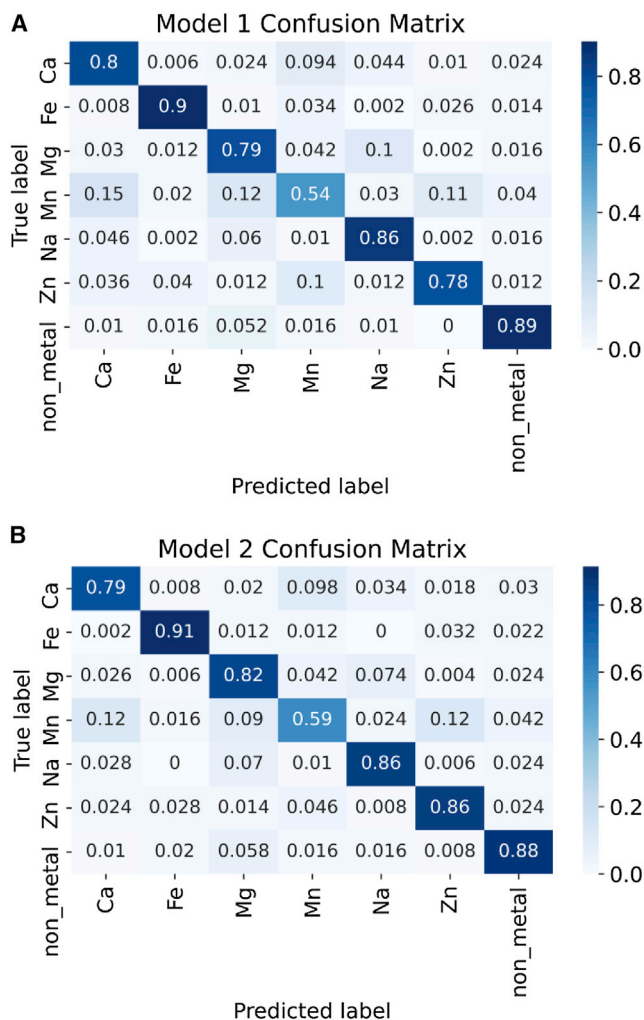 A
Model 1 Confusion Matrix
Ca 0.8 0.006 0.024 0.094 0.044 0.01 0.024
Fe 0.008 0.9 0.01 0.034 0.002 0.026 0.014
Mg 0.03 0.012 0.79 0.042 0.1 0.002 0.016
Mn 0.15 0.02 0.12 0.54 0.03 0.11 0.04
Na 0.046 0.002 0.06 0.01 0.86 0.002 0.016
Zn 0.036 0.04 0.012 0.1 0.012 0.78 0.012
non_metal 0.01 0.016 0.052 0.016 0.01 0 0.89
True label
Ca Fe Mg Mn Na Zn non_metal
Predicted label
0.8
0.6
0.4
0.2
0.0
B
Model 2 Confusion Matrix
Ca 0.79 0.008 0.02 0.098 0.034 0.018 0.03
Fe 0.002 0.91 0.012 0.012 0 0.032 0.022
Mg 0.026 0.006 0.82 0.042 0.074 0.004 0.024
Mn 0.12 0.016 0.09 0.59 0.024 0.12 0.042
Na 0.028 0 0.07 0.01 0.86 0.006 0.024
Zn 0.024 0.028 0.014 0.046 0.008 0.86 0.024
non_metal 0.01 0.02 0.058 0.016 0.016 0.008 0.88
True label
Ca Fe Mg Mn Na Zn non_metal
Predicted label
0.8
0.6
0.4
0.2
0.0